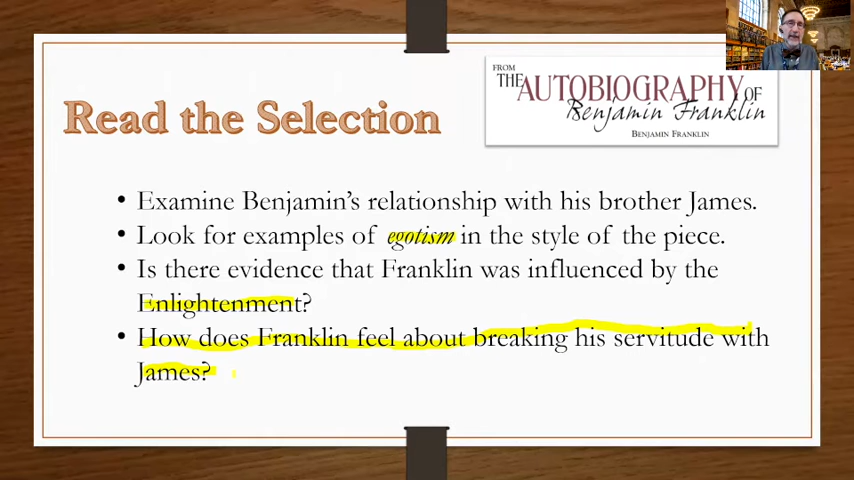 FROM
THE AUTOBIOGRAPHY OF
Benjamin Franklin
BENJAMIN FRANKLIN
Read the Selection
• Examine Benjamin's relationship with his brother James.
• Look for examples of egotism in the style of the piece.
• Is there evidence that Franklin was influenced by the
Enlightenment?
• How does Franklin feel about breaking his servitude with
James?